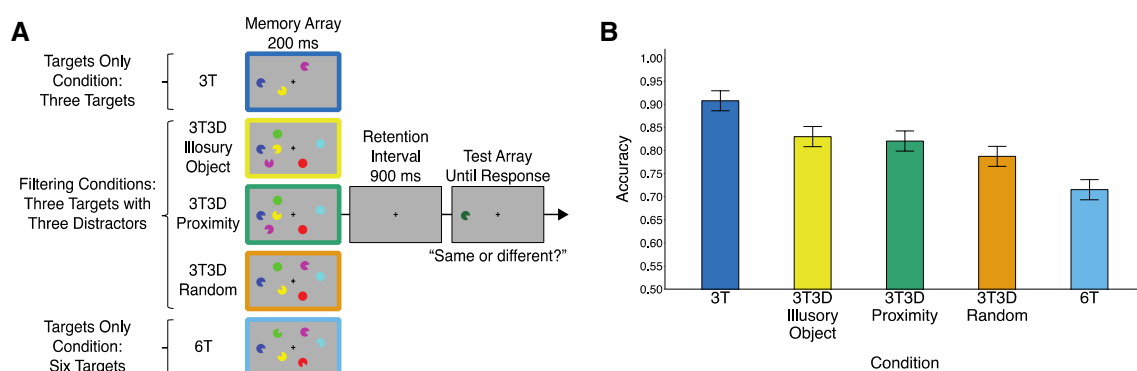 A
Memory Array
200 ms
Targets Only
Condition:
Three Targets
3T
3T3D
Illosury
Object
Filtering Conditions:
Three Targets with
Three Distractors
3T3D
Proximity
3T3D
Random
Targets Only
Condition:
Six Targets
6T
Retention
Interval
900 ms
Test Array
Until Response
"Same or different?"
B
Accuracy
1.00
0.95
0.90
0.85
0.80
0.75
0.70
0.65
0.60
0.55
0.50
3T
3T3D
Illusory
Object
3T3D
Proximity
3T3D
Random
6T
Condition